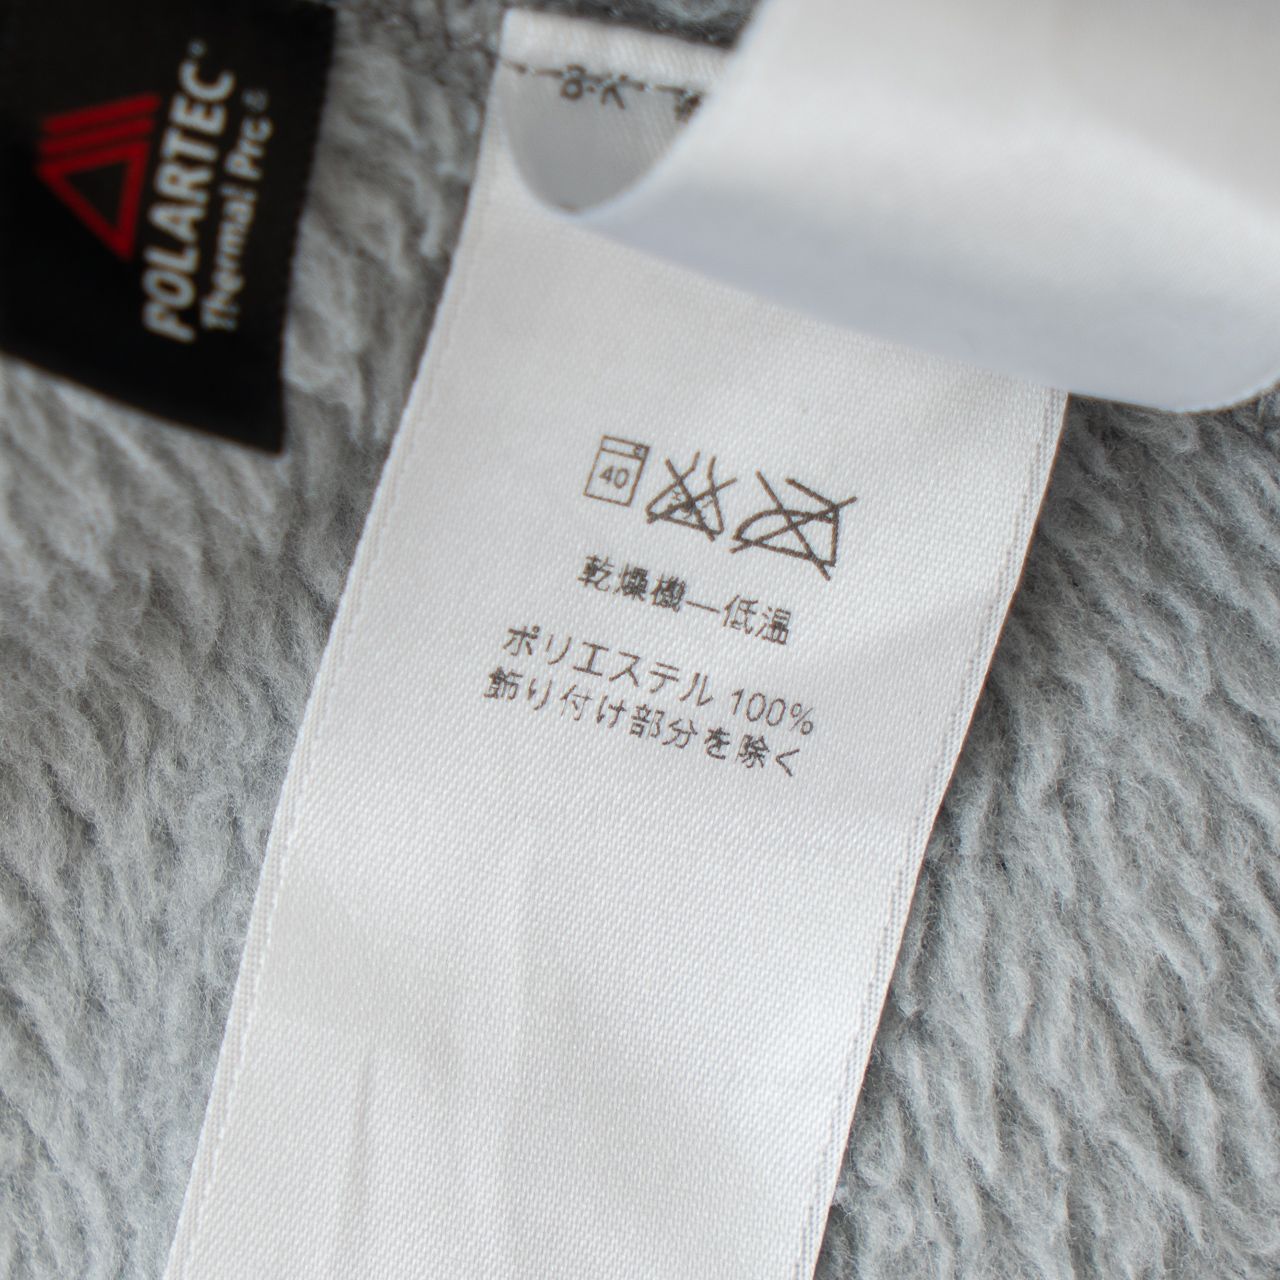 POLARTEC
Thermal Pro
40
乾燥機—低温
ポリエステル 100%
飾り付け部分を除く